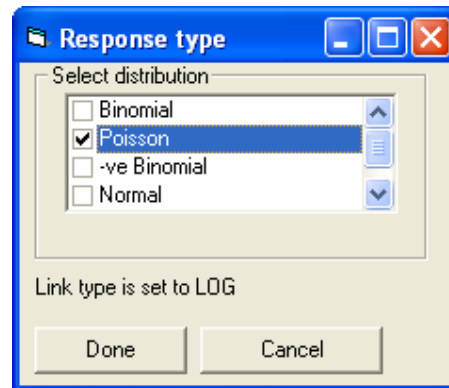 Response type
Select distribution
Binomial
Poisson
-ve Binomial
Normal
Link type is set to LOG
Done Cancel